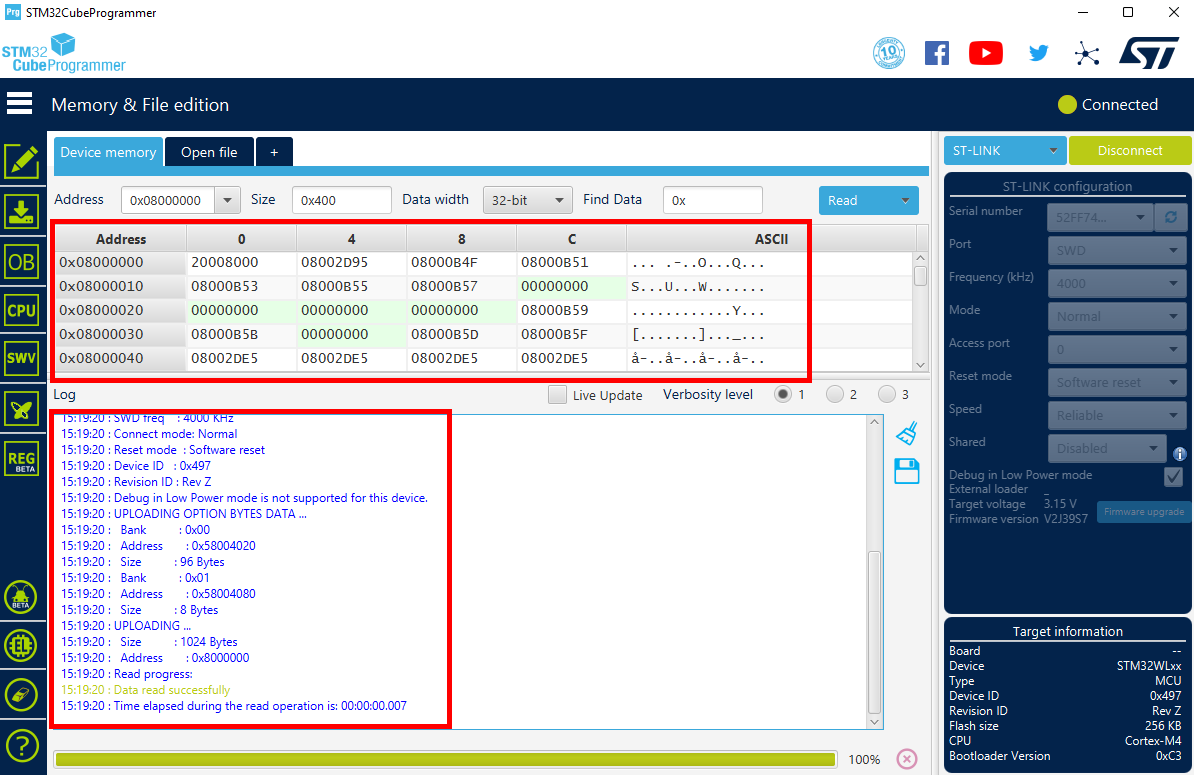 Prg STM32CubeProgrammer
STM32
CubeProgrammer
10 YEARS
Memory & File edition
Connected
Device memory Open file +
Address 0x08000000 Size 0x400 Data width 32-bit Find Data 0x Read
Address 0 4 8 C ASCII
0x08000000 20008000 08002D95 08000B4F 08000B51 ... .-..O...Q...
0x08000010 08000B53 08000B55 08000B57 00000000 S...U...W.......
0x08000020 00000000 00000000 00000000 08000B59 ............Y...
0x08000030 08000B5B 00000000 08000B5D 08000B5F [.......]..._...
0x08000040 08002DE5 08002DE5 08002DE5 08002DE5 å-..å-..å-..å-..
Log Live Update Verbosity level 1 2 3
15:19:20 : SWD freq : 4000 KHz
15:19:20 : Connect mode: Normal
15:19:20 : Reset mode : Software reset
15:19:20 : Device ID : 0x497
15:19:20 : Revision ID : Rev Z
15:19:20 : Debug in Low Power mode is not supported for this device.
15:19:20 : UPLOADING OPTION BYTES DATA ...
15:19:20 : Bank : 0x00
15:19:20 : Address : 0x58004020
15:19:20 : Size : 96 Bytes
15:19:20 : Bank : 0x01
15:19:20 : Address : 0x58004080
15:19:20 : Size : 8 Bytes
15:19:20 : UPLOADING ...
15:19:20 : Size : 1024 Bytes
15:19:20 : Address : 0x8000000
15:19:20 : Read progress:
15:19:20 : Data read successfully
15:19:20 : Time elapsed during the read operation is: 00:00:00.007
100%
OB
CPU
SWV
REG
BETA
BETA
EL
?
ST-LINK Disconnect
ST-LINK configuration
Serial number 52FF74...
Port SWD
Frequency (kHz) 4000
Mode Normal
Access port 0
Reset mode Software reset
Speed Reliable
Shared Disabled
Debug in Low Power mode
External loader _
Target voltage 3.15 V
Firmware version V2J39S7 Firmware upgrade
Target information
Board --
Device STM32WLxx
Type MCU
Device ID 0x497
Revision ID Rev Z
Flash size 256 KB
CPU Cortex-M4
Bootloader Version 0xC3